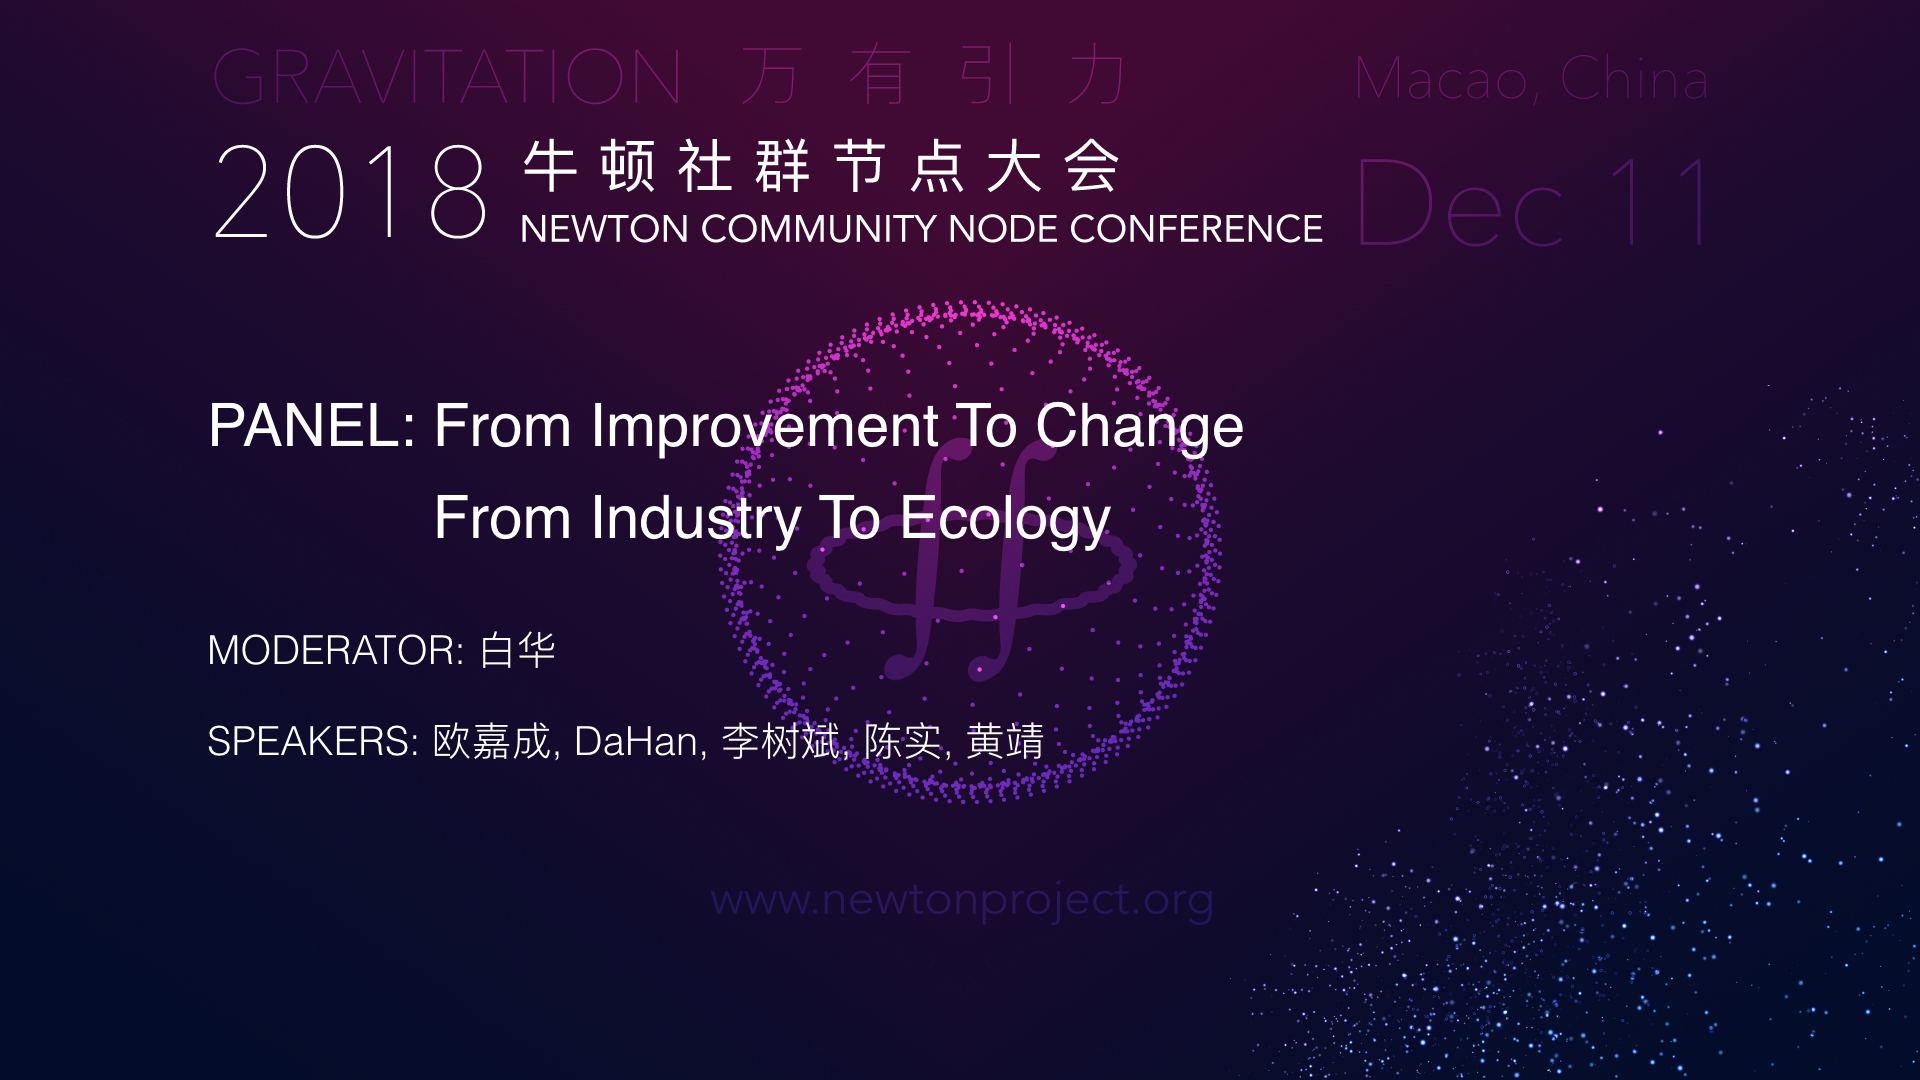 GRAVITATION 万有引力 Macao, China
2018 牛顿社群节点大会 Dec 11
NEWTON COMMUNITY NODE CONFERENCE
PANEL: From Improvement To Change
From Industry To Ecology
MODERATOR: 白华
SPEAKERS: 欧嘉成, DaHan, 李树斌, 陈实, 黄靖
www.newtonproject.org